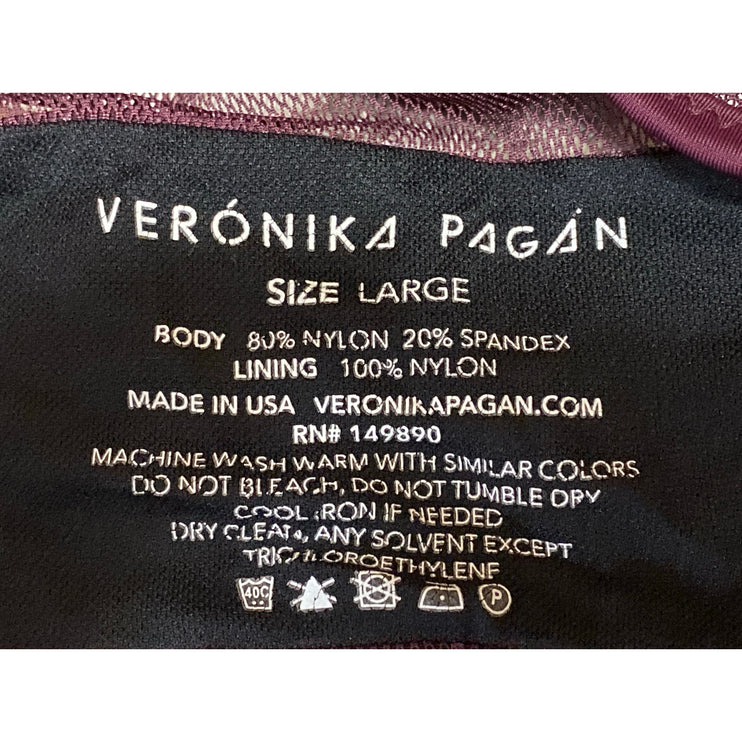 VERÓNIKA PAGÁN
SIZE LARGE
BODY 80% NYLON 20% SPANDEX
LINING 100% NYLON
MADE IN USA VERONIKAPAGAN.COM
RN# 149890
MACHINE WASH WARM WITH SIMILAR COLORS
DO NOT BLEACH, DO NOT TUMBLE DRY
COOL IRON IF NEEDED
DRY CLEAN, ANY SOLVENT EXCEPT
TRICHLOROETHYLENE
40C P